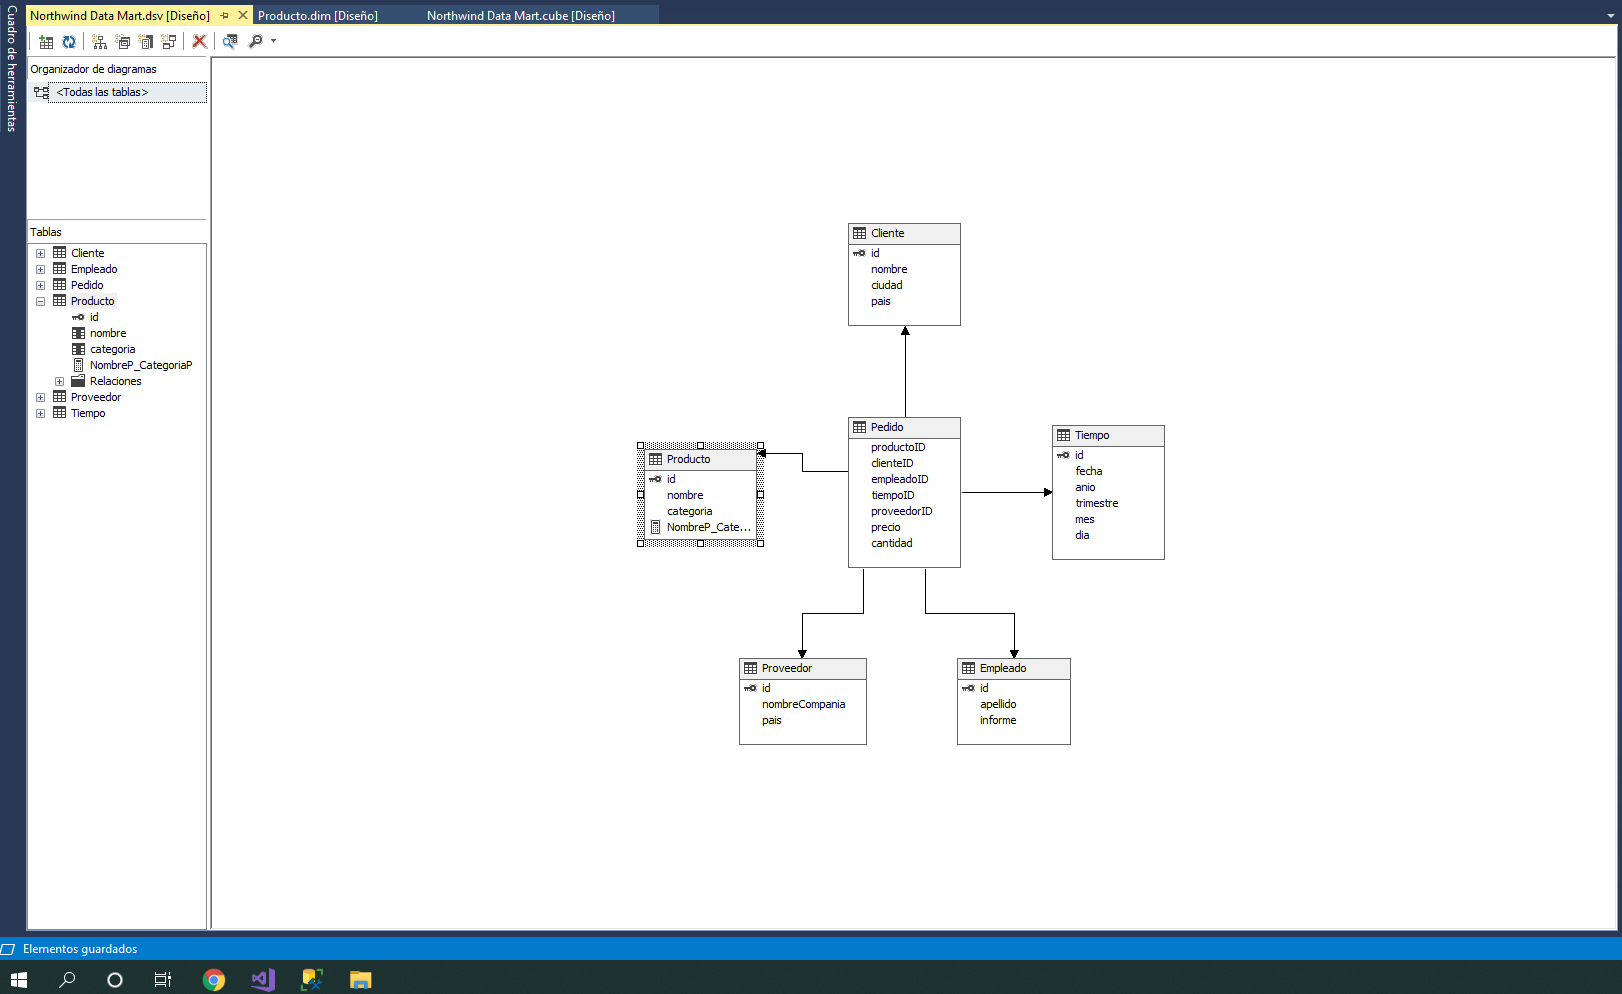 Cuadro de herramientas
Northwind Data Mart.dsv [Diseño]
Producto.dim [Diseño]
Northwind Data Mart.cube [Diseño]
Organizador de diagramas
<Todas las tablas>
Tablas
Cliente
Empleado
Pedido
Producto
id
nombre
categoria
NombreP_CategoriaP
Relaciones
Proveedor
Tiempo
Cliente
id
nombre
ciudad
pais
Pedido
productoID
clienteID
empleadoID
tiempoID
proveedorID
precio
cantidad
Tiempo
id
fecha
anio
trimestre
mes
dia
Producto
id
nombre
categoria
NombreP_Cate...
Proveedor
id
nombreCompania
pais
Empleado
id
apellido
informe
Elementos guardados